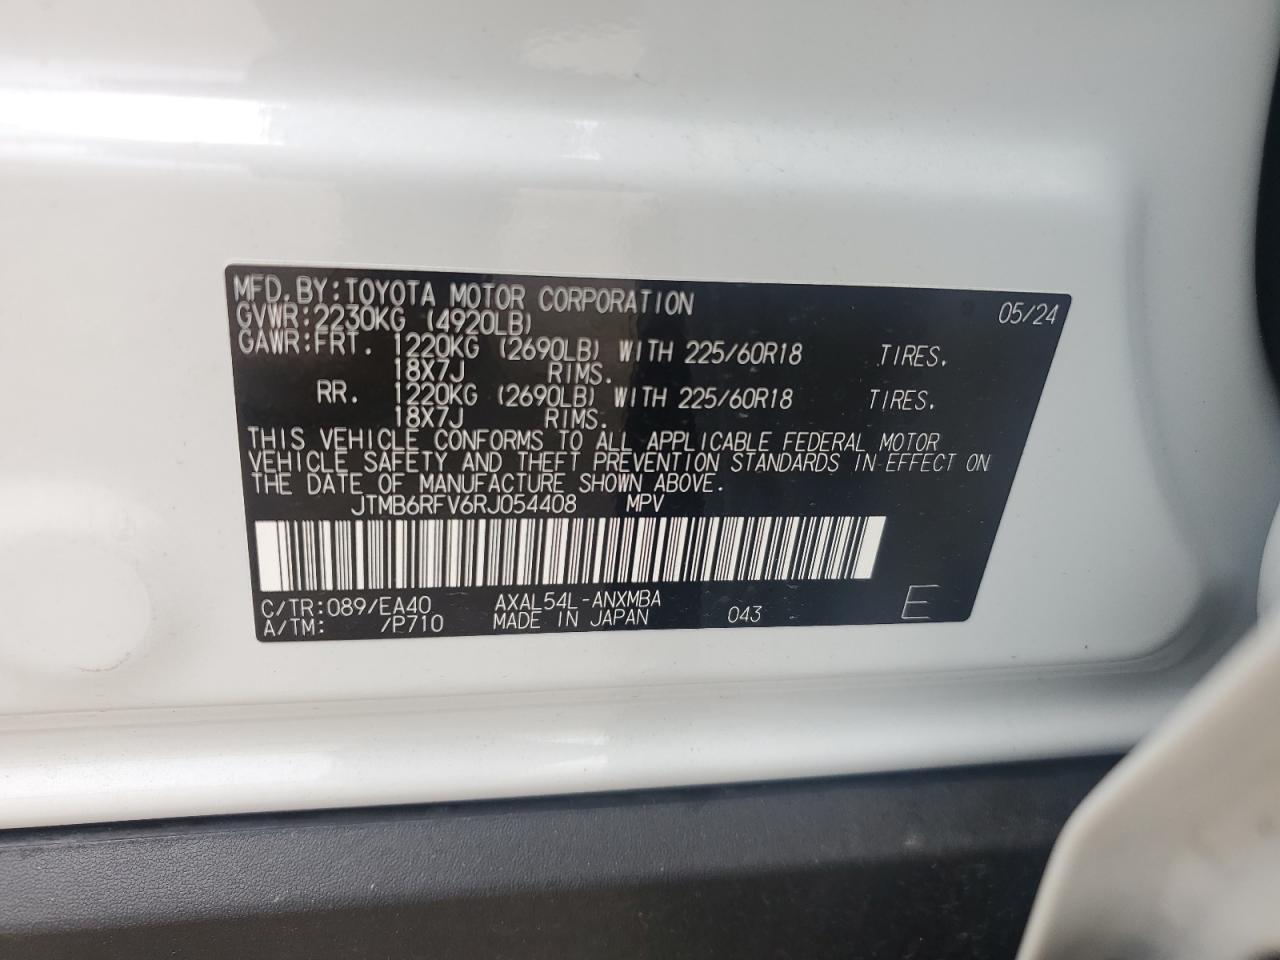 MFD.BY:TOYOTA MOTOR CORPORATION 05/24
GVWR:2230KG (4920LB)
GAWR:FRT. 1220KG (2690LB) WITH 225/60R18 TIRES.
18X7J RIMS.
RR. 1220KG (2690LB) WITH 225/60R18 TIRES.
18X7J RIMS.
THIS VEHICLE CONFORMS TO ALL APPLICABLE FEDERAL MOTOR
VEHICLE SAFETY AND THEFT PREVENTION STANDARDS IN EFFECT ON
THE DATE OF MANUFACTURE SHOWN ABOVE.
JTMB6RFV6RJ054408 MPV
C/TR:089/EA40 AXAL54L-ANXMBA
A/TM: /P710 MADE IN JAPAN 043 E